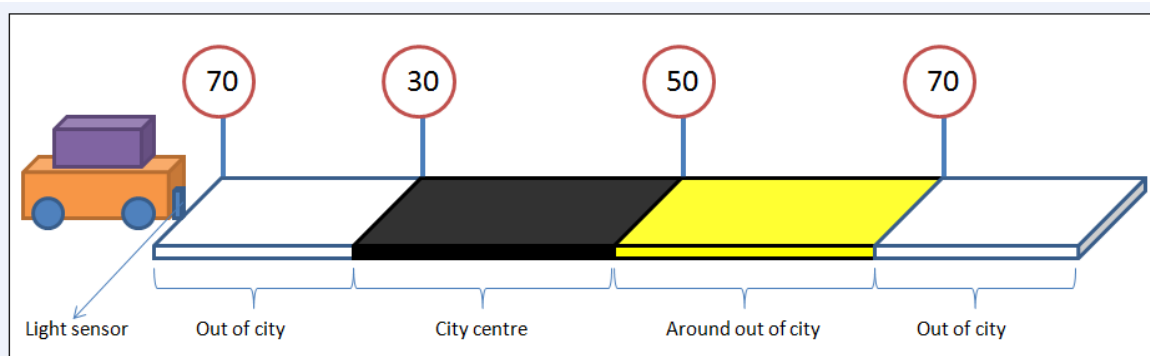 70
30
50
70
Light sensor
Out of city
City centre
Around out of city
Out of city